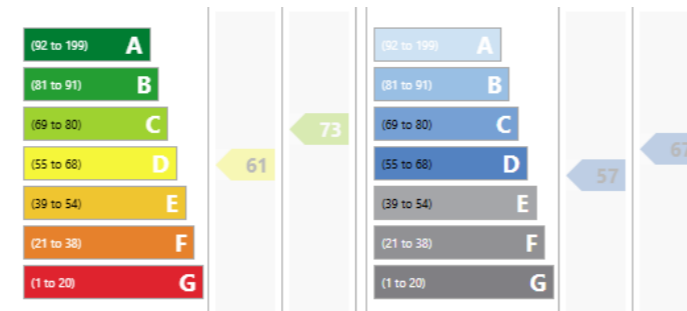 (92 to 199) A
(81 to 91) B
(69 to 80) C
(55 to 68) D
(39 to 54) E
(21 to 38) F
(1 to 20) G
61
73
(92 to 199) A
(81 to 91) B
(69 to 80) C
(55 to 68) D
(39 to 54) E
(21 to 38) F
(1 to 20) G
57
67